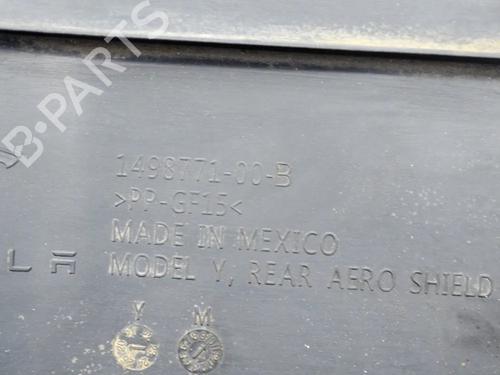 B-PARTS
1498771-00-B
>PP-GF15<
MADE IN MEXICO
MODEL Y, REAR AERO SHIELD
L A
Y M